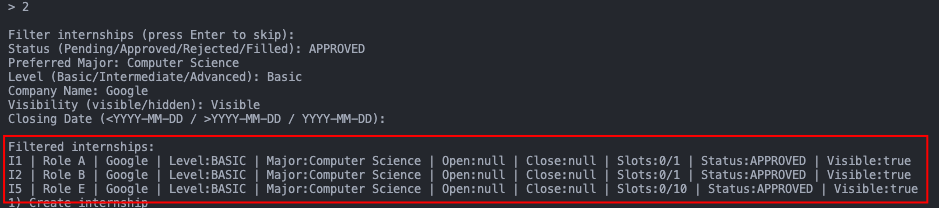 > 2
Filter internships (press Enter to skip):
Status (Pending/Approved/Rejected/Filled): APPROVED
Preferred Major: Computer Science
Level (Basic/Intermediate/Advanced): Basic
Company Name: Google
Visibility (visible/hidden): Visible
Closing Date (<YYYY-MM-DD / >YYYY-MM-DD / YYYY-MM-DD):
Filtered internships:
I1 | Role A | Google | Level:BASIC | Major:Computer Science | Open:null | Close:null | Slots:0/1 | Status:APPROVED | Visible:true
I2 | Role B | Google | Level:BASIC | Major:Computer Science | Open:null | Close:null | Slots:0/1 | Status:APPROVED | Visible:true
I5 | Role E | Google | Level:BASIC | Major:Computer Science | Open:null | Close:null | Slots:0/10 | Status:APPROVED | Visible:true
1) Create internship